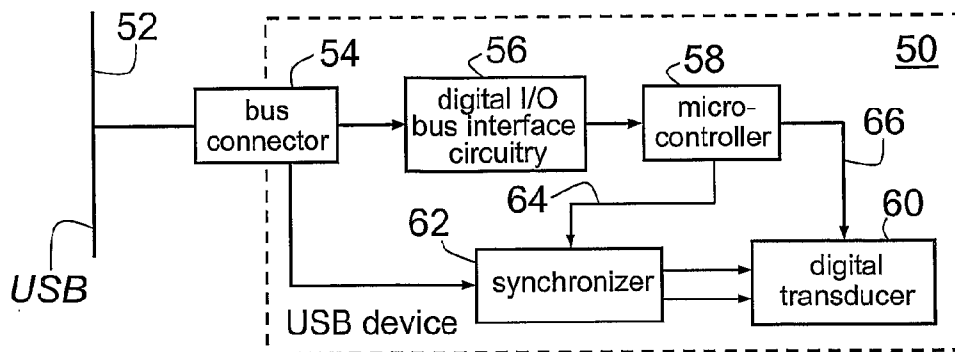 52
54
56
58
50
bus
connector
digital I/O
bus interface
circuitry
micro-
controller
66
64
62
60
synchronizer
digital
transducer
USB
USB device